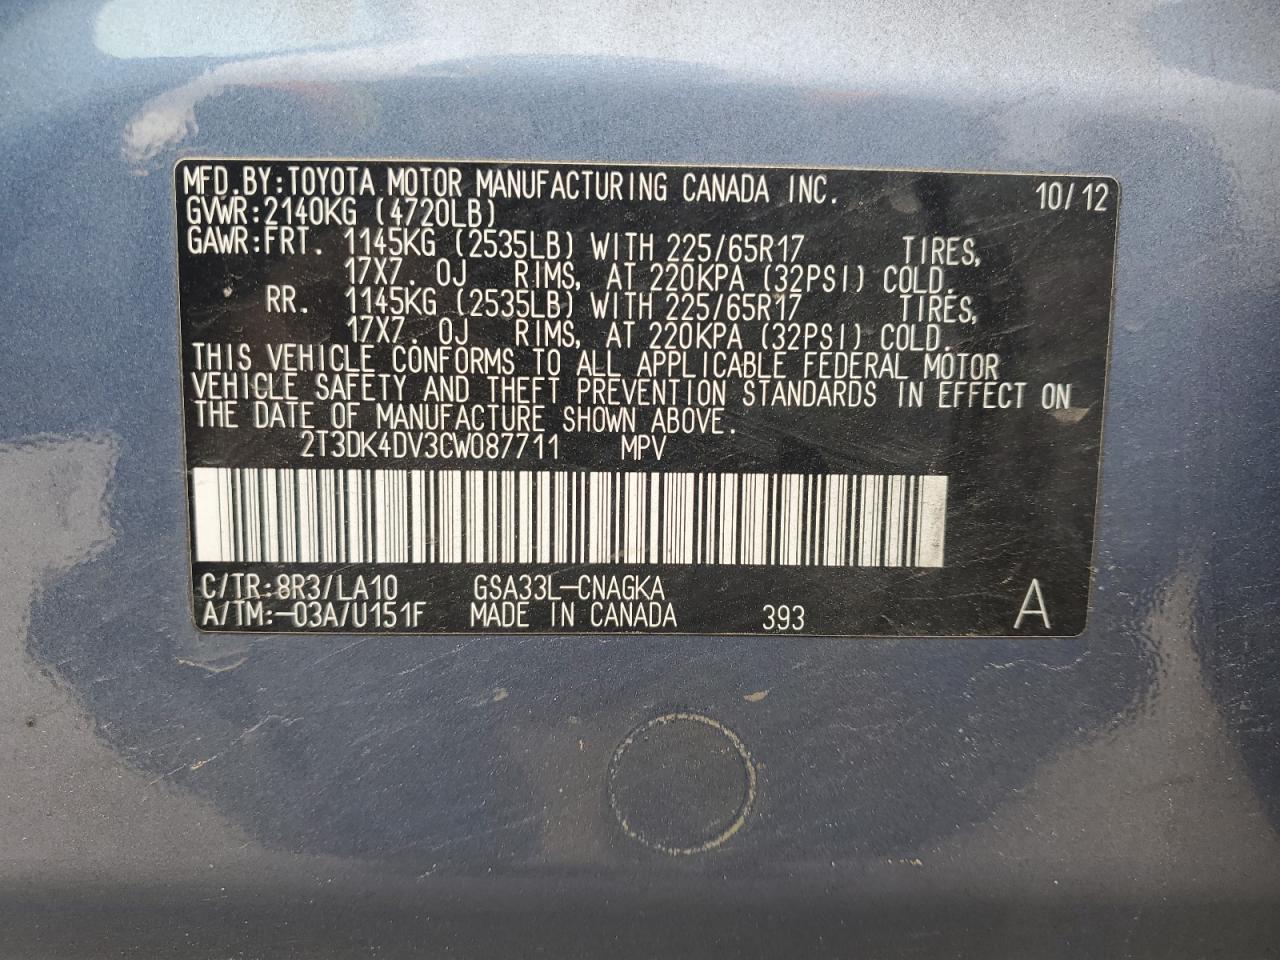 MFD.BY:TOYOTA MOTOR MANUFACTURING CANADA INC. 10/12
GVWR:2140KG (4720LB)
GAWR:FRT. 1145KG (2535LB) WITH 225/65R17 TIRES,
17X7.0J RIMS, AT 220KPA (32PSI) COLD.
RR. 1145KG (2535LB) WITH 225/65R17 TIRES,
17X7.0J RIMS, AT 220KPA (32PSI) COLD.
THIS VEHICLE CONFORMS TO ALL APPLICABLE FEDERAL MOTOR
VEHICLE SAFETY AND THEFT PREVENTION STANDARDS IN EFFECT ON
THE DATE OF MANUFACTURE SHOWN ABOVE.
2T3DK4DV3CW087711 MPV
C/TR:8R3/LA10 GSA33L-CNAGKA
A/TM:-03A/U151F MADE IN CANADA 393 A